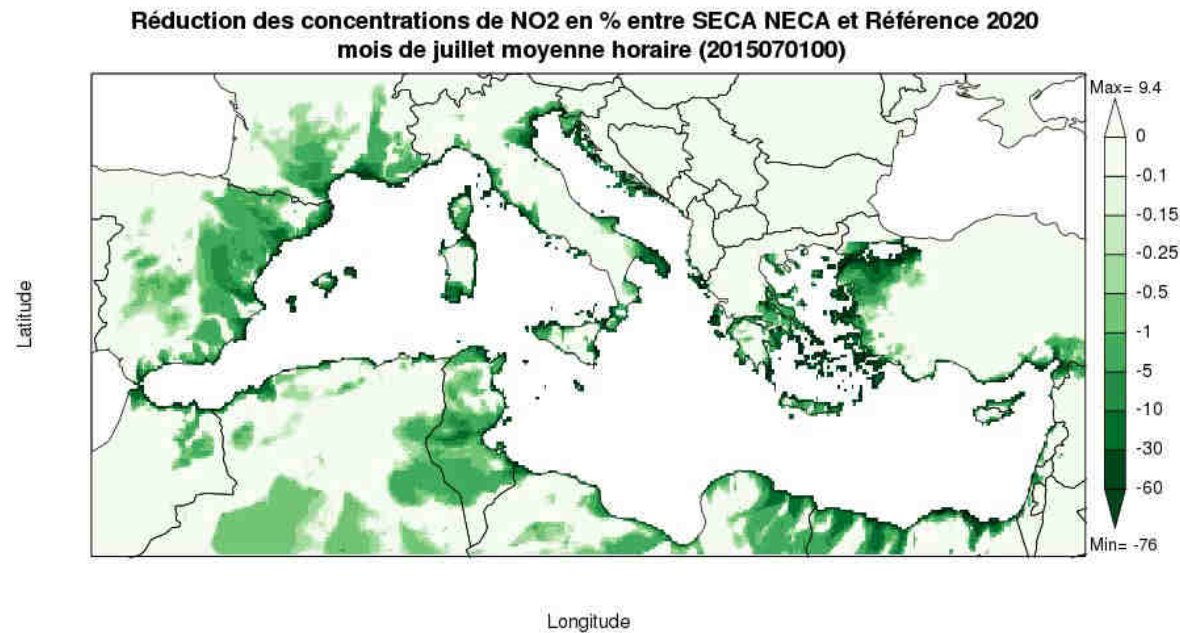 Réduction des concentrations de NO2 en % entre SECA NECA et Référence 2020
mois de juillet moyenne horaire (2015070100)
Max= 9.4
0
-0.1
-0.15
-0.25
-0.5
-1
-5
-10
-30
-60
Min= -76
Latitude
Longitude